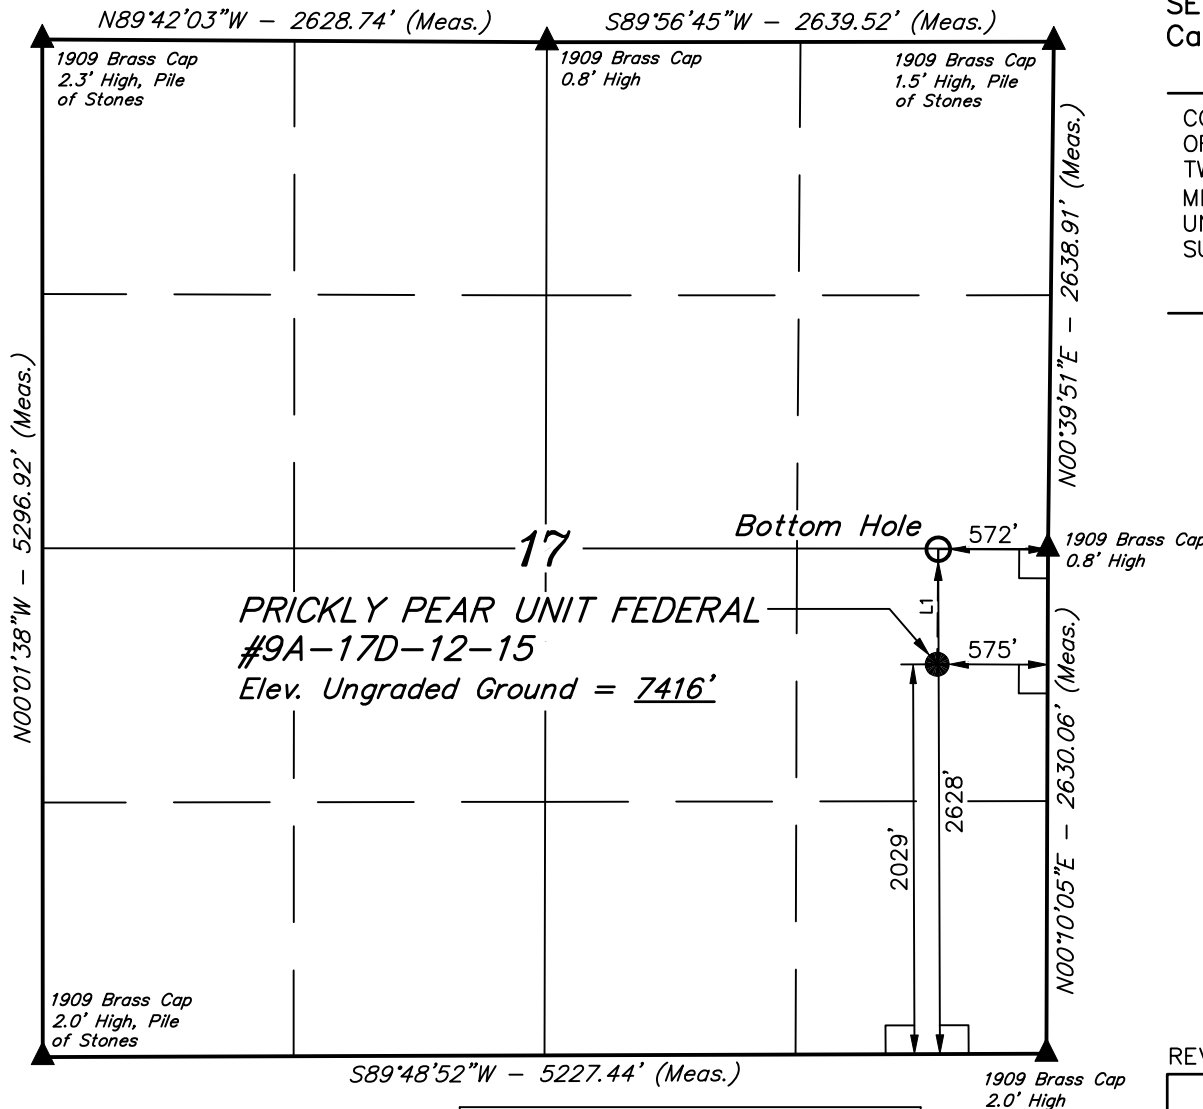 N89°42'03"W - 2628.74' (Meas.)
S89°56'45"W - 2639.52' (Meas.)
SE
Ca
1909 Brass Cap
2.3' High, Pile
of Stones
1909 Brass Cap
0.8' High
1909 Brass Cap
1.5' High, Pile
of Stones
N00°39'51"E - 2638.91' (Meas.)
TW
SU
N00°01'38"W - 5296.92' (Meas.)
17
Bottom Hole
572'
1909 Brass Cap
0.8' High
L1
PRICKLY PEAR UNIT FEDERAL
#9A-17D-12-15
Elev. Ungraded Ground = 7416'
575'
2029'
2628'
N00°10'05"E - 2630.06' (Meas.)
1909 Brass Cap
2.0' High, Pile
of Stones
S89°48'52"W - 5227.44' (Meas.)
1909 Brass Cap
2.0' High